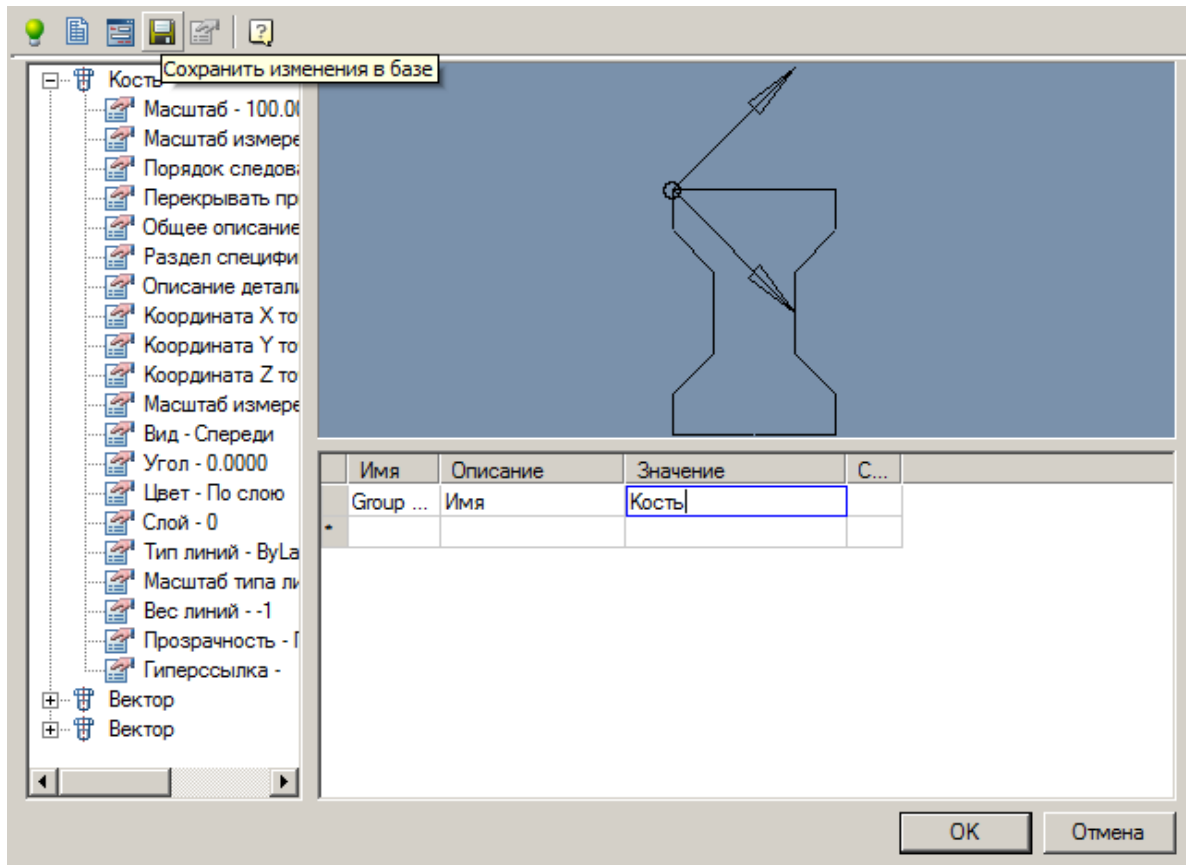 Сохранить изменения в базе
Кость
Масштаб - 100.00
Масштаб измере
Порядок следова
Перекрывать пр
Общее описание
Раздел специфи
Описание детали
Координата X то
Координата Y то
Координата Z то
Масштаб измере
Вид - Спереди
Угол - 0.0000
Цвет - По слою
Слой - 0
Тип линий - ByLa
Масштаб типа ли
Вес линий - -1
Прозрачность - П
Гиперссылка -
Вектор
Вектор
Имя Описание Значение С...
Group ... Имя Кость
OK Отмена